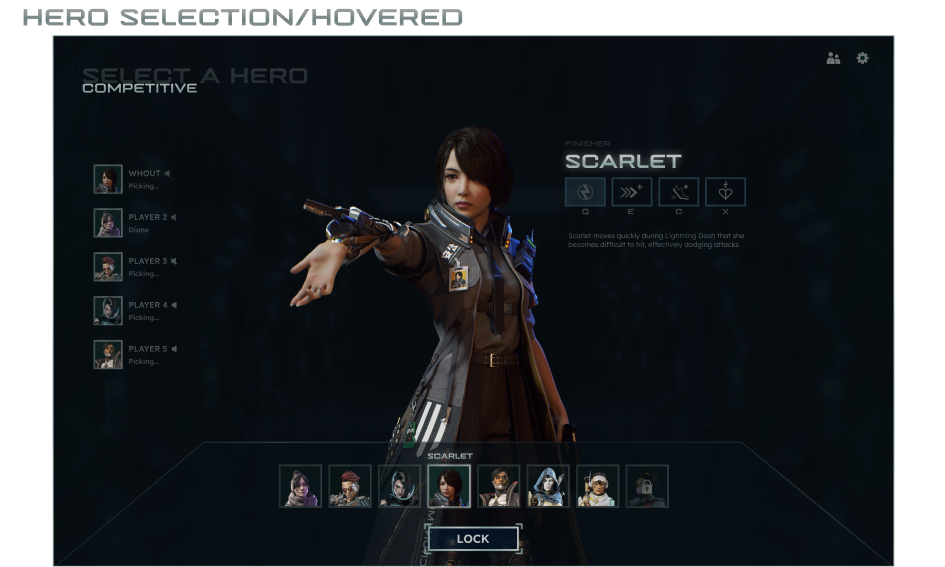 HERO SELECTION/HOVERED
SELECT A HERO
COMPETITIVE
WHOUT
Picking...
PLAYER 2
Diane
PLAYER 3
Picking...
PLAYER 4
Picking...
PLAYER 5
Picking...
FINISHER
SCARLET
Q E C X
Scarlet moves quickly during Lightning Dash that she
becomes difficult to hit, effectively dodging attacks.
SCARLET
LOCK